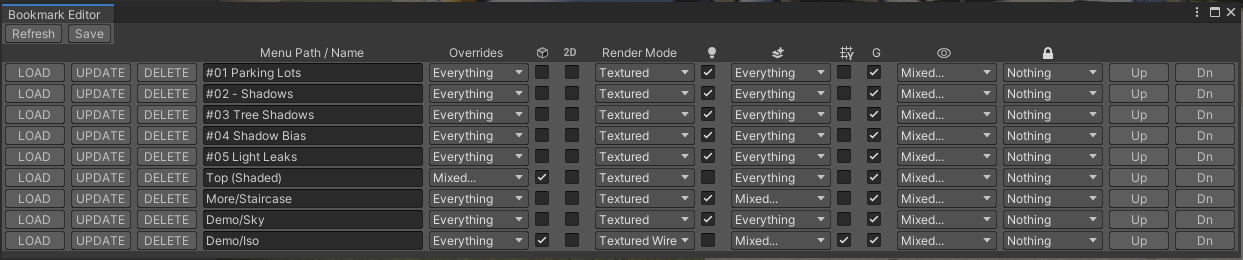 Bookmark Editor
Refresh Save
Menu Path / Name Overrides 2D Render Mode Y G
LOAD UPDATE DELETE #01 Parking Lots Everything Textured Everything Mixed... Nothing Up Dn
LOAD UPDATE DELETE #02 - Shadows Everything Textured Everything Mixed... Nothing Up Dn
LOAD UPDATE DELETE #03 Tree Shadows Everything Textured Everything Mixed... Nothing Up Dn
LOAD UPDATE DELETE #04 Shadow Bias Everything Textured Everything Mixed... Nothing Up Dn
LOAD UPDATE DELETE #05 Light Leaks Everything Textured Everything Mixed... Nothing Up Dn
LOAD UPDATE DELETE Top (Shaded) Mixed... Textured Everything Mixed... Nothing Up Dn
LOAD UPDATE DELETE More/Staircase Everything Textured Mixed... Mixed... Nothing Up Dn
LOAD UPDATE DELETE Demo/Sky Everything Textured Everything Mixed... Nothing Up Dn
LOAD UPDATE DELETE Demo/Iso Everything Textured Wire Mixed... Mixed... Nothing Up Dn